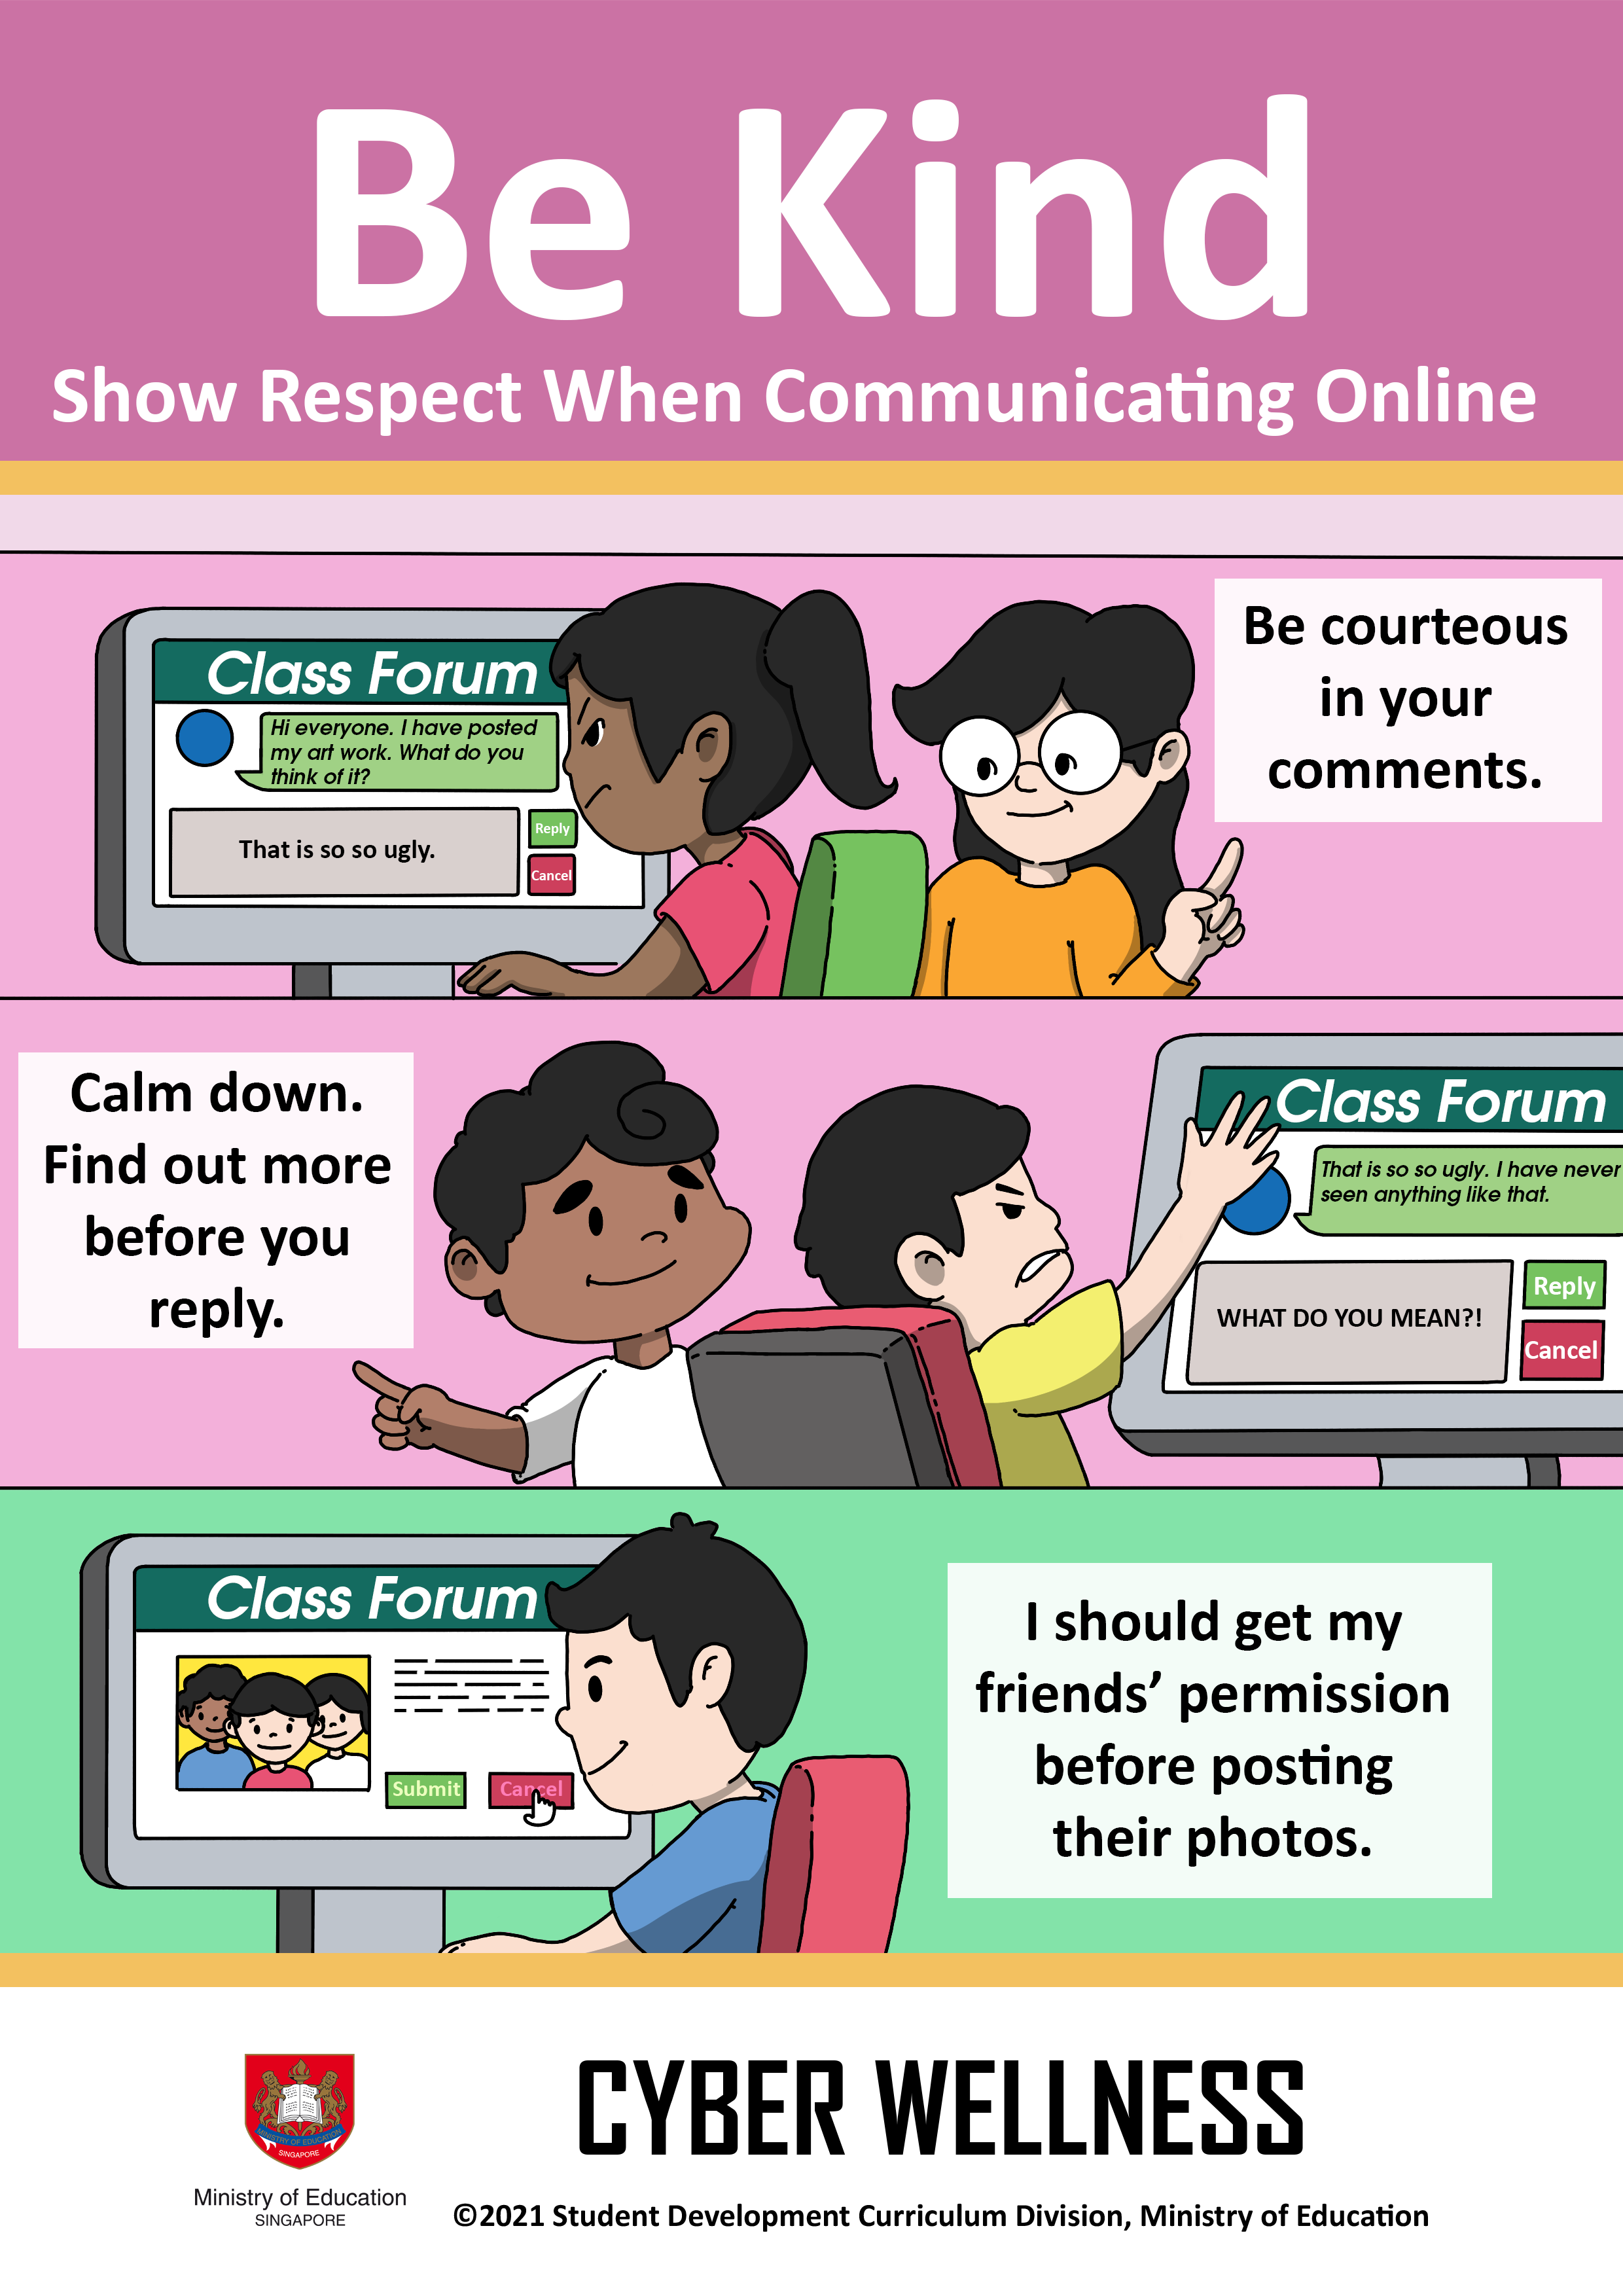 Be Kind
Show Respect When Communicating Online
Class Forum
Hi everyone. I have posted
my art work. What do you
think of it?
That is so so ugly.
Reply
Cancel
Be courteous
in your
comments.
Calm down.
Find out more
before you
reply.
Class Forum
That is so so ugly. I have never
seen anything like that.
WHAT DO YOU MEAN?!
Reply
Cancel
Class Forum
Submit
Cancel
I should get my
friends’ permission
before posting
their photos.
MINISTRY OF EDUCATION
SINGAPORE
Ministry of Education
SINGAPORE
CYBER WELLNESS
©2021 Student Development Curriculum Division, Ministry of Education